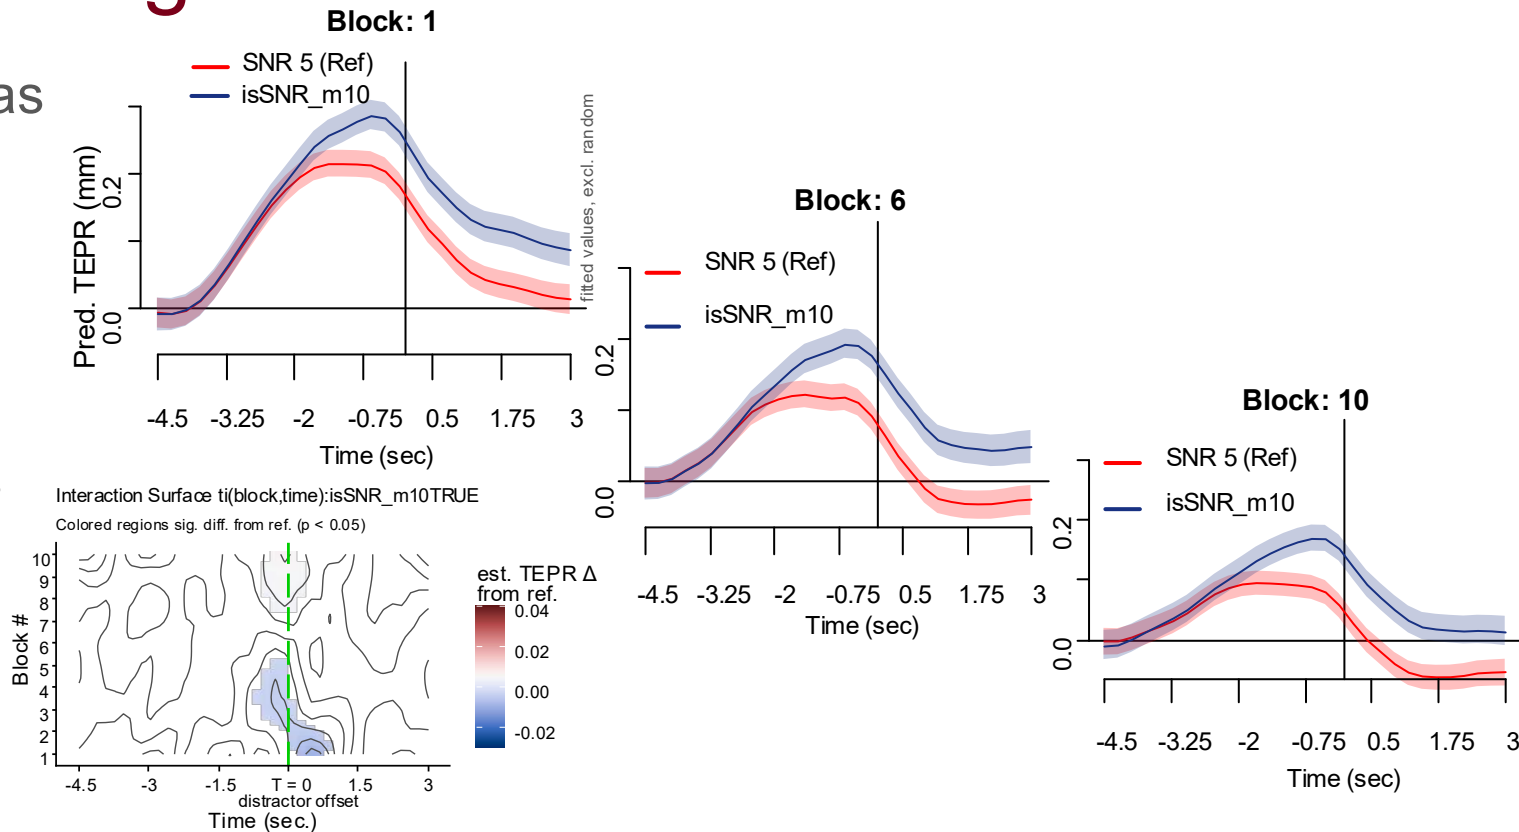 as
Block: 1
SNR 5 (Ref)
isSNR_m10
Pred. TEPR (mm)
0.2
0.0
fitted values, excl. random
-4.5 -3.25 -2 -0.75 0.5 1.75 3
Time (sec)
Block: 6
SNR 5 (Ref)
isSNR_m10
0.2
0.0
-4.5 -3.25 -2 -0.75 0.5 1.75 3
Time (sec)
Block: 10
SNR 5 (Ref)
isSNR_m10
0.2
0.0
-4.5 -3.25 -2 -0.75 0.5 1.75 3
Time (sec)
Interaction Surface ti(block,time):isSNR_m10TRUE
Colored regions sig. diff. from ref. (p < 0.05)
Block #
10
9
8
7
6
5
4
3
2
1
-4.5 -3 -1.5 T = 0 1.5 3
distractor offset
Time (sec.)
est. TEPR Δ
from ref.
0.04
0.02
0.00
-0.02